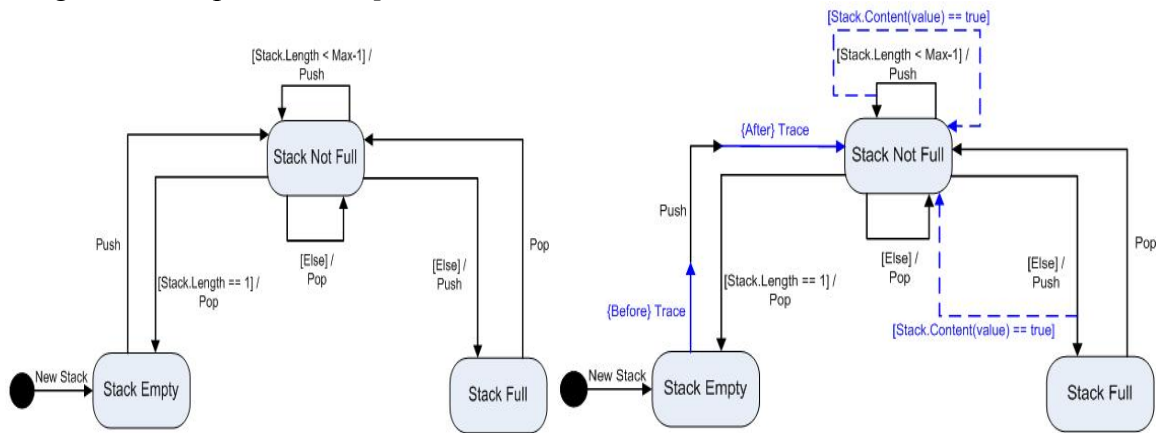 [Stack.Length < Max-1] /
Push
Stack Not Full
Push
[Stack.Length == 1] /
Pop
[Else] /
Pop
[Else] /
Push
Pop
New Stack
Stack Empty
Stack Full
[Stack.Content(value) == true]
[Stack.Length < Max-1] /
Push
{After} Trace
Stack Not Full
Push
{Before} Trace
[Stack.Length == 1] /
Pop
[Else] /
Pop
[Else] /
Push
Pop
[Stack.Content(value) == true]
New Stack
Stack Empty
Stack Full